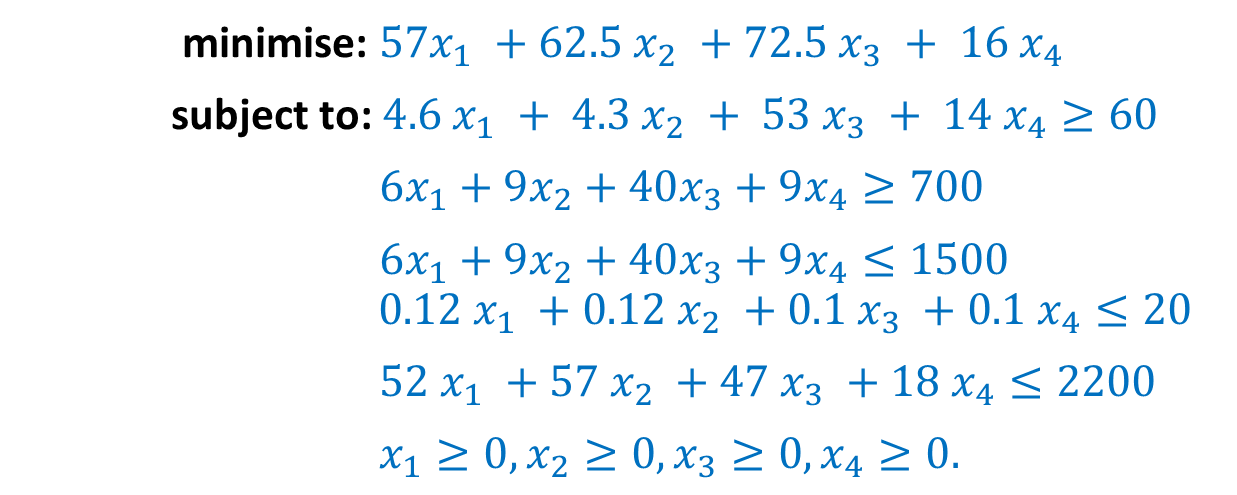 minimise: 57x₁ + 62.5 x₂ + 72.5 x₃ + 16 x₄
subject to: 4.6 x₁ + 4.3 x₂ + 53 x₃ + 14 x₄ ≥ 60
6x₁ + 9x₂ + 40x₃ + 9x₄ ≥ 700
6x₁ + 9x₂ + 40x₃ + 9x₄ ≤ 1500
0.12 x₁ + 0.12 x₂ + 0.1 x₃ + 0.1 x₄ ≤ 20
52 x₁ + 57 x₂ + 47 x₃ + 18 x₄ ≤ 2200
x₁ ≥ 0, x₂ ≥ 0, x₃ ≥ 0, x₄ ≥ 0.